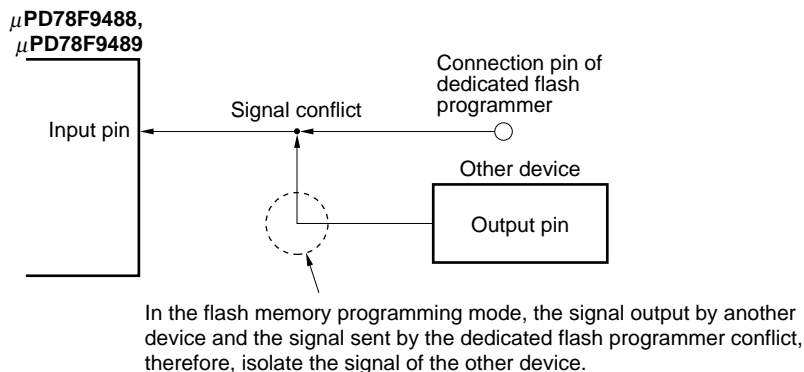 μPD78F9488,
μPD78F9489
Connection pin of
dedicated flash
programmer
Signal conflict
Input pin
Other device
Output pin
In the flash memory programming mode, the signal output by another
device and the signal sent by the dedicated flash programmer conflict,
therefore, isolate the signal of the other device.